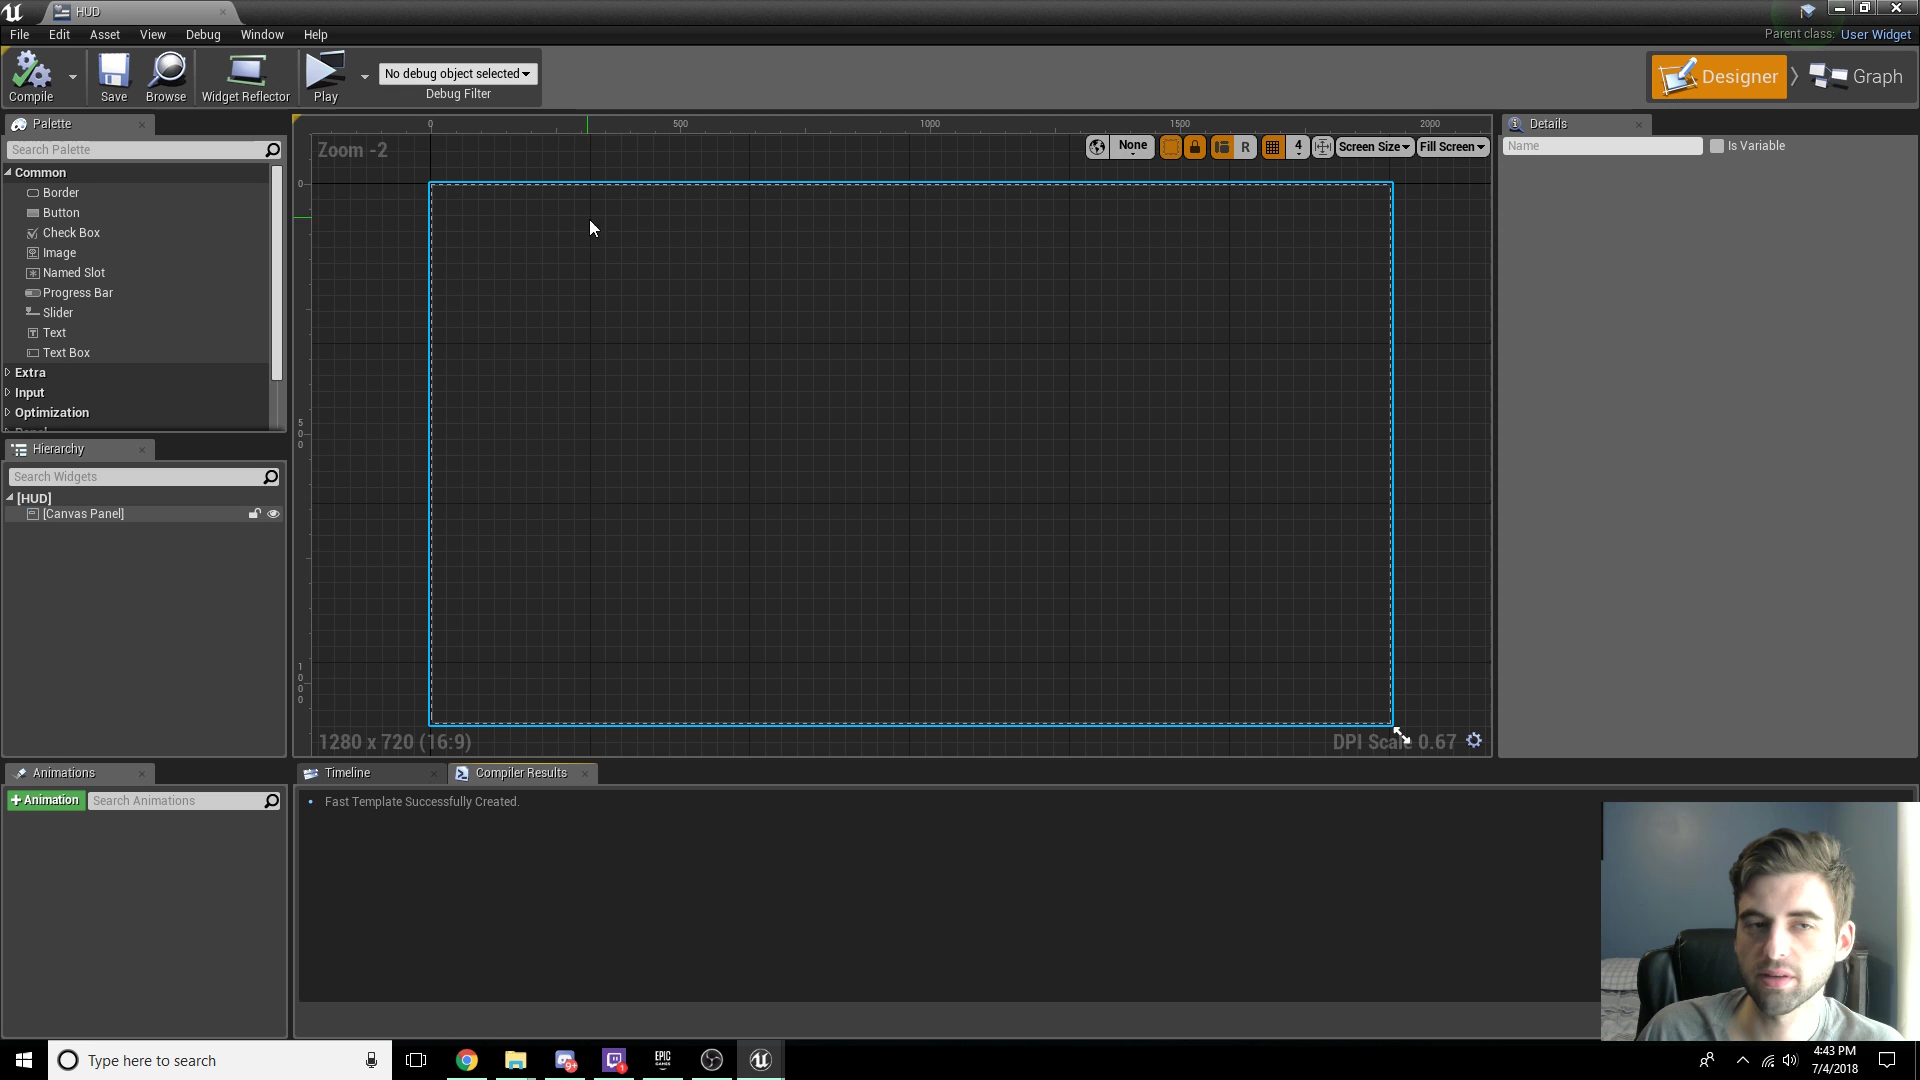 HUD
File Edit Asset View Debug Window Help
Parent class: User Widget
Compile
Save
Browse
Widget Reflector
Play
No debug object selected
Debug Filter
Designer
Graph
Palette
Search Palette
Common
Border
Button
Check Box
Image
Named Slot
Progress Bar
Slider
Text
Text Box
Extra
Input
Optimization
Hierarchy
Search Widgets
[HUD]
[Canvas Panel]
0 500 1000 1500 2000
Zoom -2
None
R
4
Screen Size
Fill Screen
0
500
1000
1280 x 720 (16:9)
DPI Scale 0.67
Details
Name
Is Variable
Animations
+Animation
Search Animations
Timeline
Compiler Results
Fast Template Successfully Created.
Type here to search
9+
1
EPIC
GAMES
4:43 PM
7/4/2018